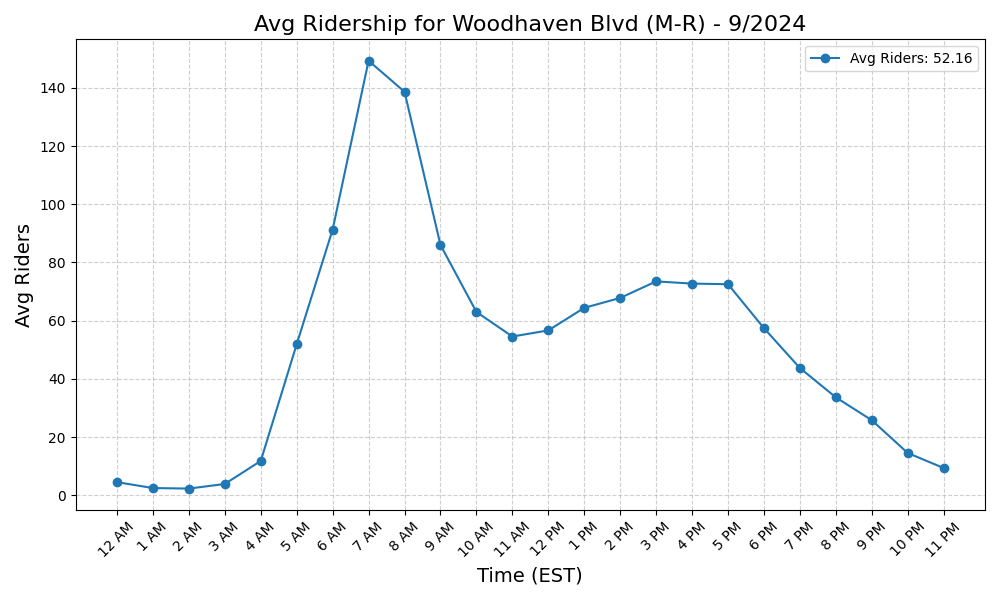 Avg Ridership for Woodhaven Blvd (M-R) - 9/2024
Avg Riders: 52.16
Avg Riders
140
120
100
80
60
40
20
0
12 AM
1 AM
2 AM
3 AM
4 AM
5 AM
6 AM
7 AM
8 AM
9 AM
10 AM
11 AM
12 PM
1 PM
2 PM
3 PM
4 PM
5 PM
6 PM
7 PM
8 PM
9 PM
10 PM
11 PM
Time (EST)